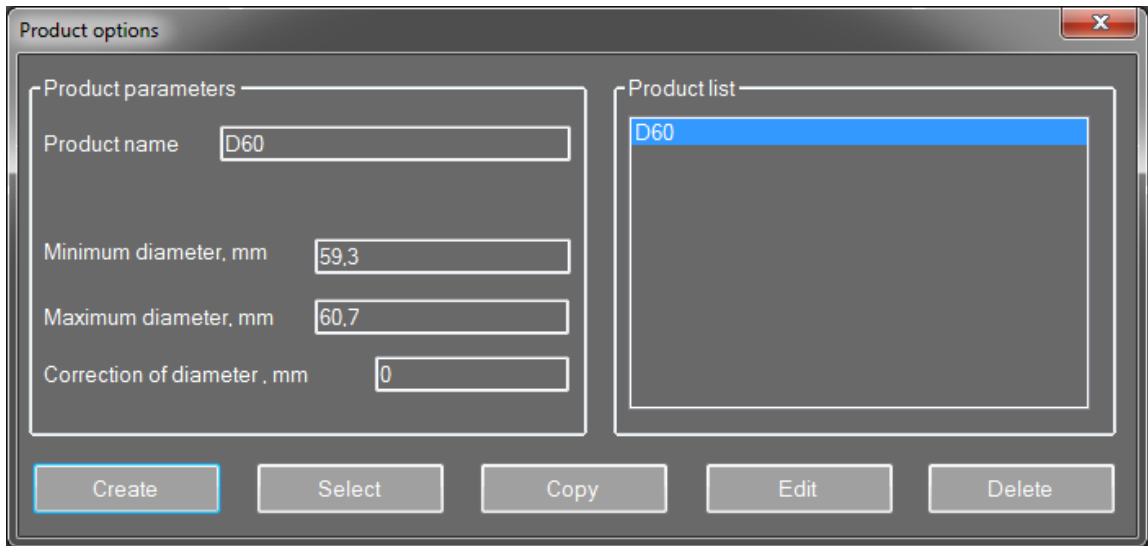 Product options
Product parameters
Product name D60
Minimum diameter, mm 59,3
Maximum diameter, mm 60,7
Correction of diameter , mm 0
Product list
D60
Create Select Copy Edit Delete